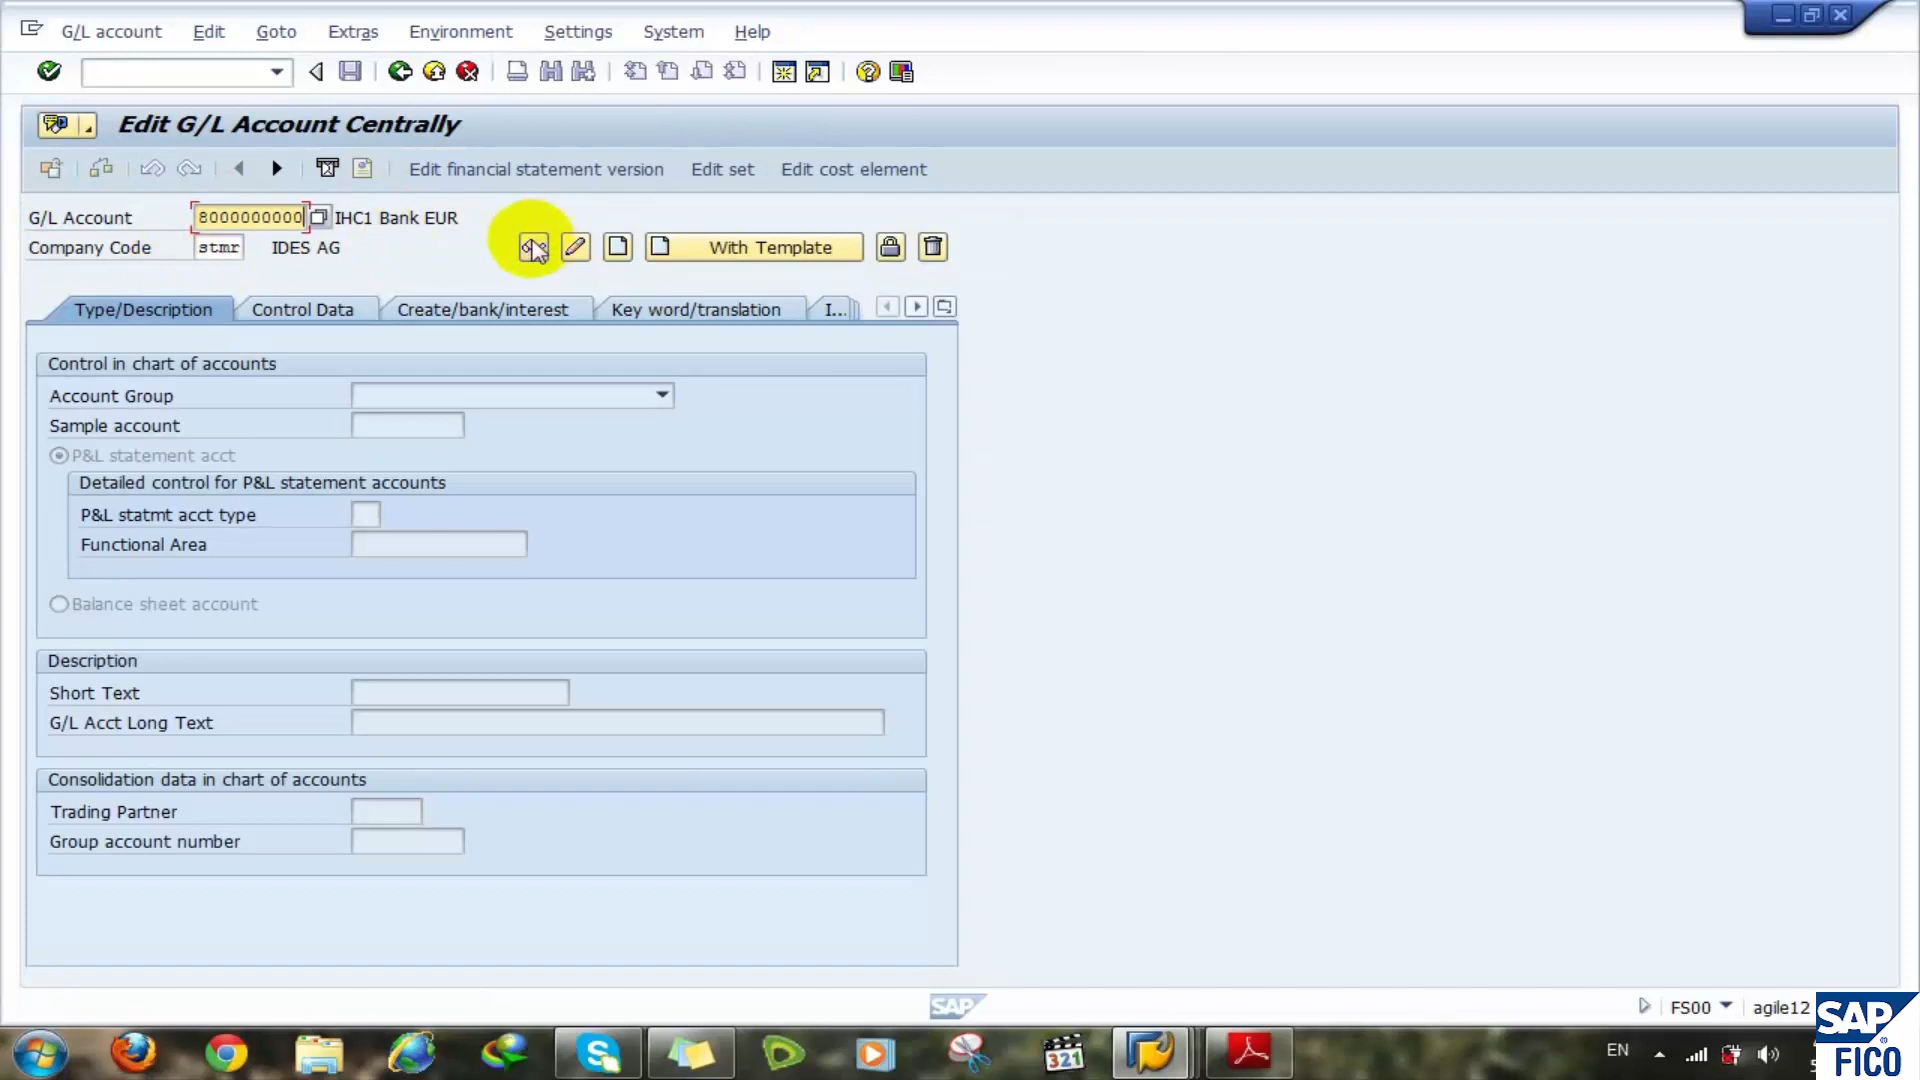 G/L account Edit Goto Extras Environment Settings System Help
Edit G/L Account Centrally
Edit financial statement version Edit set Edit cost element
G/L Account 8000000000 IHC1 Bank EUR
Company Code stmr IDES AG With Template
Type/Description Control Data Create/bank/interest Key word/translation I...
Control in chart of accounts
Account Group
Sample account
P&L statement acct
Detailed control for P&L statement accounts
P&L statmt acct type
Functional Area
Balance sheet account
Description
Short Text
G/L Acct Long Text
Consolidation data in chart of accounts
Trading Partner
Group account number
SAP FS00 agile12
SAP
FICO
321 EN